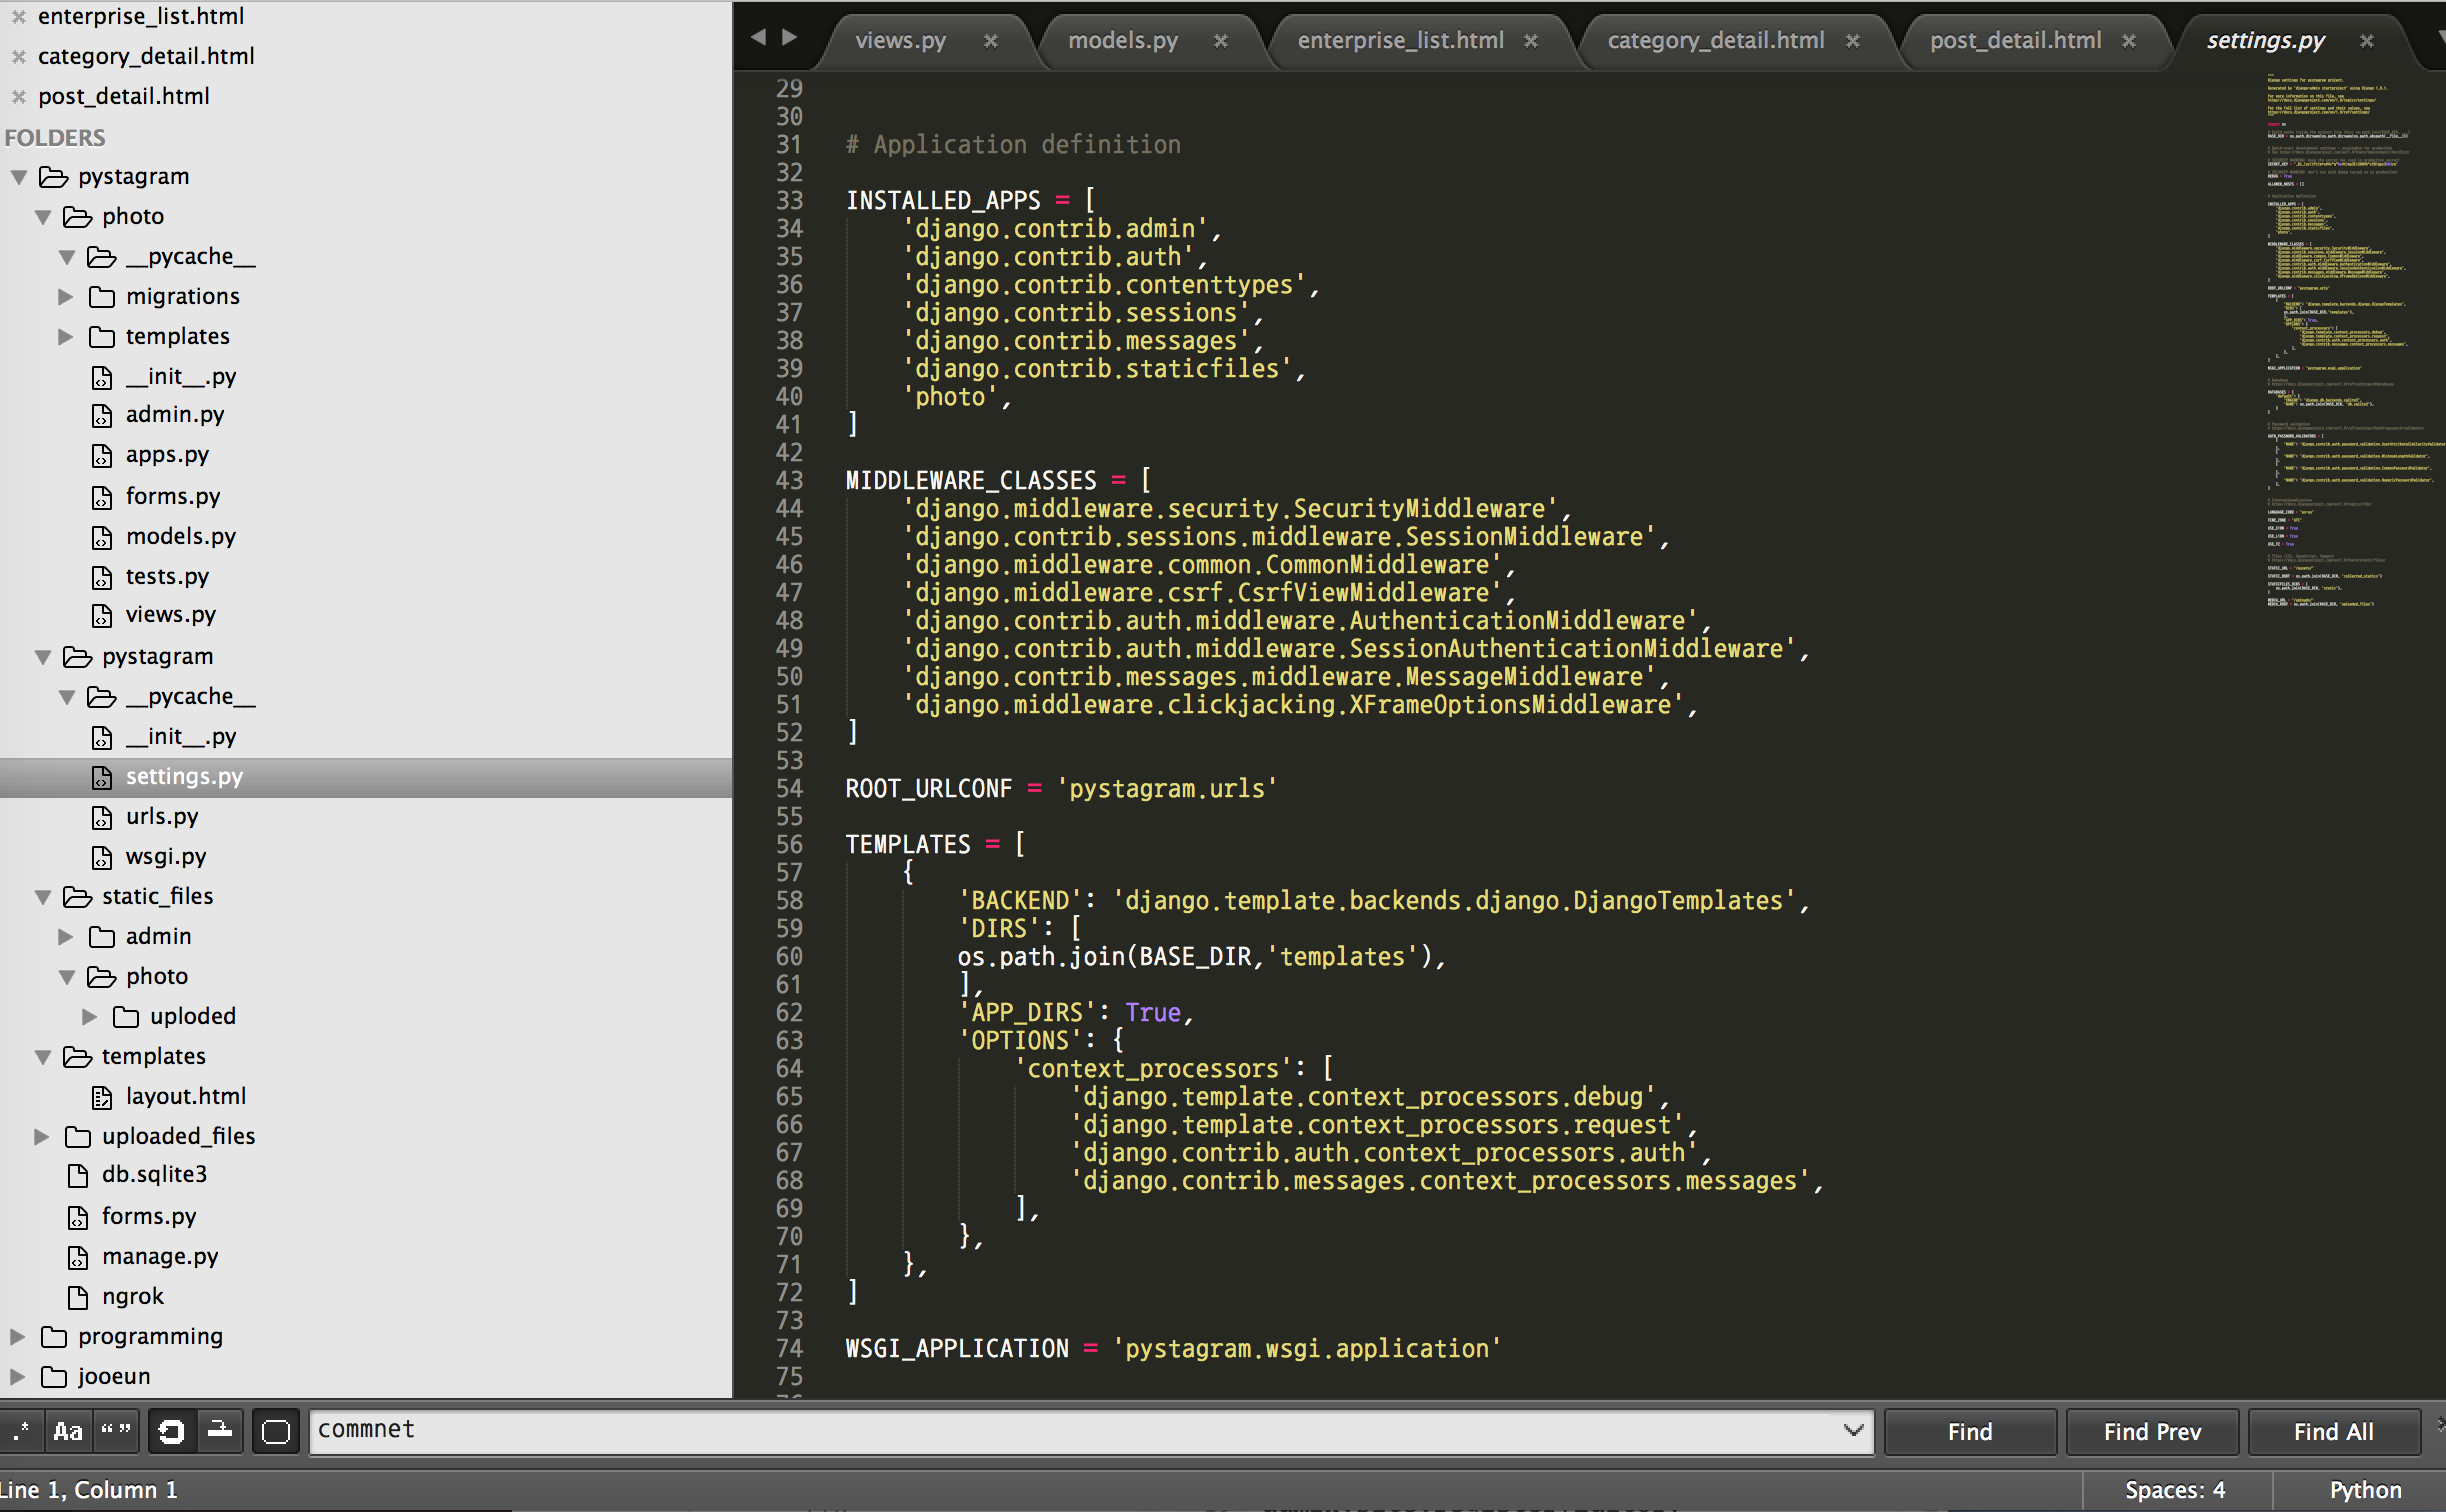 enterprise_list.html
category_detail.html
post_detail.html
FOLDERS
pystagram
photo
__pycache__
migrations
templates
__init__.py
admin.py
apps.py
forms.py
models.py
tests.py
views.py
pystagram
__pycache__
__init__.py
settings.py
urls.py
wsgi.py
static_files
admin
photo
uploded
templates
layout.html
uploaded_files
db.sqlite3
forms.py
manage.py
ngrok
programming
jooeun
views.py models.py enterprise_list.html category_detail.html post_detail.html settings.py
29
30
31 # Application definition
32
33 INSTALLED_APPS = [
34 'django.contrib.admin',
35 'django.contrib.auth',
36 'django.contrib.contenttypes',
37 'django.contrib.sessions',
38 'django.contrib.messages',
39 'django.contrib.staticfiles',
40 'photo',
41 ]
42
43 MIDDLEWARE_CLASSES = [
44 'django.middleware.security.SecurityMiddleware',
45 'django.contrib.sessions.middleware.SessionMiddleware',
46 'django.middleware.common.CommonMiddleware',
47 'django.middleware.csrf.CsrfViewMiddleware',
48 'django.contrib.auth.middleware.AuthenticationMiddleware',
49 'django.contrib.auth.middleware.SessionAuthenticationMiddleware',
50 'django.contrib.messages.middleware.MessageMiddleware',
51 'django.middleware.clickjacking.XFrameOptionsMiddleware',
52 ]
53
54 ROOT_URLCONF = 'pystagram.urls'
55
56 TEMPLATES = [
57 {
58 'BACKEND': 'django.template.backends.django.DjangoTemplates',
59 'DIRS': [
60 os.path.join(BASE_DIR,'templates'),
61 ],
62 'APP_DIRS': True,
63 'OPTIONS': {
64 'context_processors': [
65 'django.template.context_processors.debug',
66 'django.template.context_processors.request',
67 'django.contrib.auth.context_processors.auth',
68 'django.contrib.messages.context_processors.messages',
69 ],
70 },
71 },
72 ]
73
74 WSGI_APPLICATION = 'pystagram.wsgi.application'
75
.* Aa “” commnet Find Find Prev Find All
Line 1, Column 1 Spaces: 4 Python